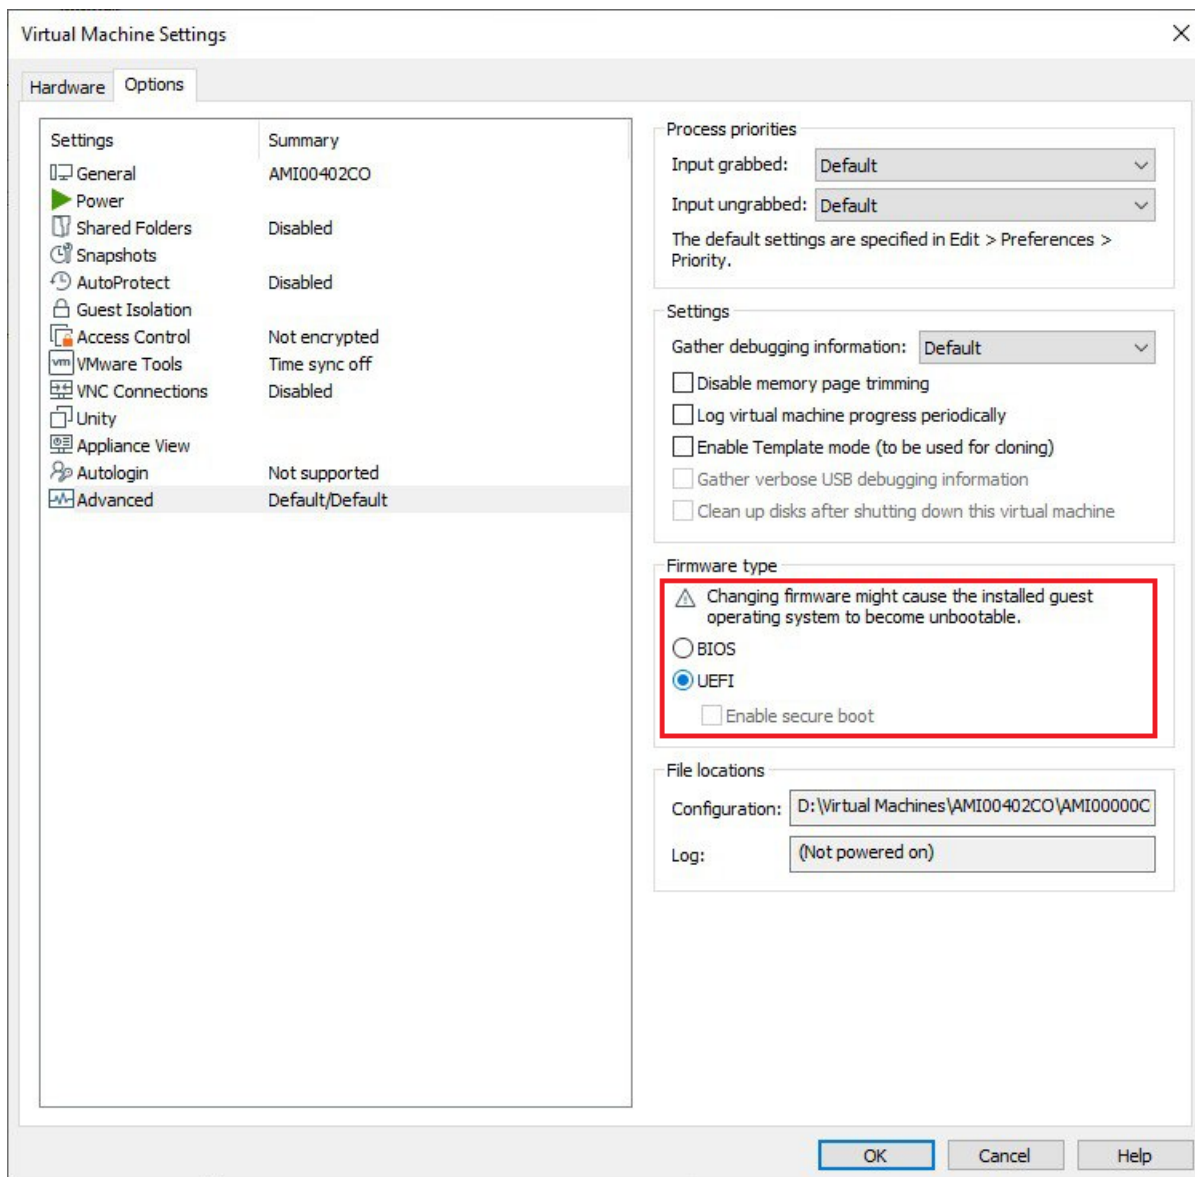 Virtual Machine Settings
Hardware
Options
Settings Summary
General AMI00402CO
Power
Shared Folders Disabled
Snapshots
AutoProtect Disabled
Guest Isolation
Access Control Not encrypted
vm VMware Tools Time sync off
VNC Connections Disabled
Unity
Appliance View
Autologin Not supported
Advanced Default/Default
Process priorities
Input grabbed: Default
Input ungrabbed: Default
The default settings are specified in Edit > Preferences >
Priority.
Settings
Gather debugging information: Default
Disable memory page trimming
Log virtual machine progress periodically
Enable Template mode (to be used for cloning)
Gather verbose USB debugging information
Clean up disks after shutting down this virtual machine
Firmware type
Changing firmware might cause the installed guest
operating system to become unbootable.
BIOS
UEFI
Enable secure boot
File locations
Configuration: D:\Virtual Machines\AMI00402CO\AMI00000C
Log: (Not powered on)
OK Cancel Help